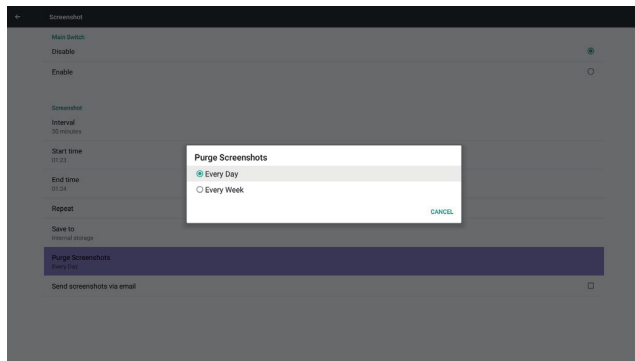 Screenshot
Main Switch
Disable
Enable
Screenshot
Interval
30 minutes
Start time
01:23
End time
01:24
Repeat
Save to
Internal storage
Purge Screenshots
Every Day
Send screenshots via email
Purge Screenshots
Every Day
Every Week
CANCEL